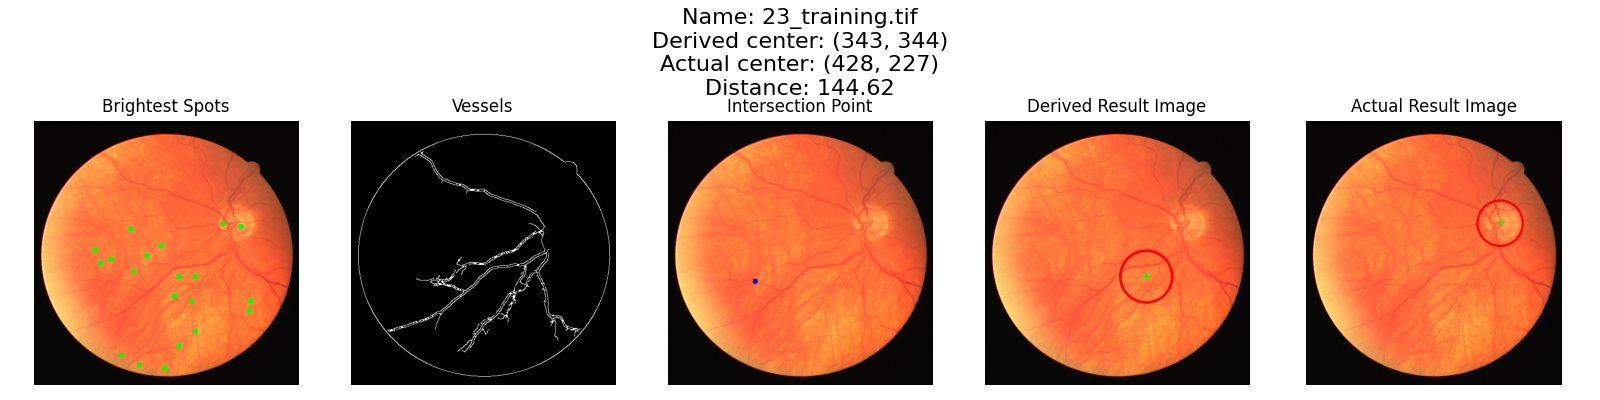 Name: 23_training.tif
Derived center: (343, 344)
Actual center: (428, 227)
Distance: 144.62
Brightest Spots
Vessels
Intersection Point
Derived Result Image
Actual Result Image